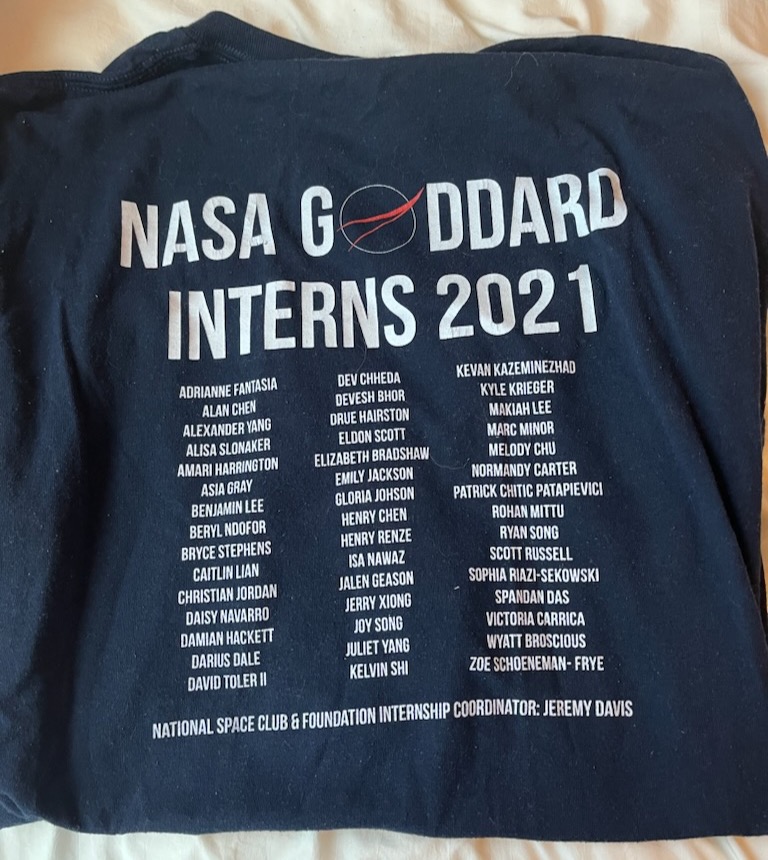 NASA GODDARD
INTERNS 2021
ADRIANNE FANTASIA
ALAN CHEN
ALEXANDER YANG
ALISA SLONAKER
AMARI HARRINGTON
ASIA GRAY
BENJAMIN LEE
BERYL NDOFOR
BRYCE STEPHENS
CAITLIN LIAN
CHRISTIAN JORDAN
DAISY NAVARRO
DAMIAN HACKETT
DARIUS DALE
DAVID TOLER II
DEV CHHEDA
DEVESH BHOR
DRUE HAIRSTON
ELDON SCOTT
ELIZABETH BRADSHAW
EMILY JACKSON
GLORIA JOHSON
HENRY CHEN
HENRY RENZE
ISA NAWAZ
JALEN GEASON
JERRY XIONG
JOY SONG
JULIET YANG
KELVIN SHI
KEVAN KAZEMINEZHAD
KYLE KRIEGER
MAKIAH LEE
MARC MINOR
MELODY CHU
NORMANDY CARTER
PATRICK CHITIC PATAPIEVICI
ROHAN MITTU
RYAN SONG
SCOTT RUSSELL
SOPHIA RIAZI-SEKOWSKI
SPANDAN DAS
VICTORIA CARRICA
WYATT BROSCIOUS
ZOE SCHOENEMAN- FRYE
NATIONAL SPACE CLUB & FOUNDATION INTERNSHIP COORDINATOR: JEREMY DAVIS